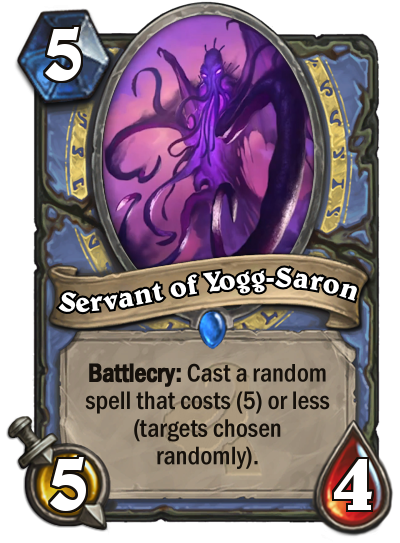 5
Servant of Yogg-Saron
Battlecry: Cast a random
spell that costs (5) or less
(targets chosen
randomly).
5
4